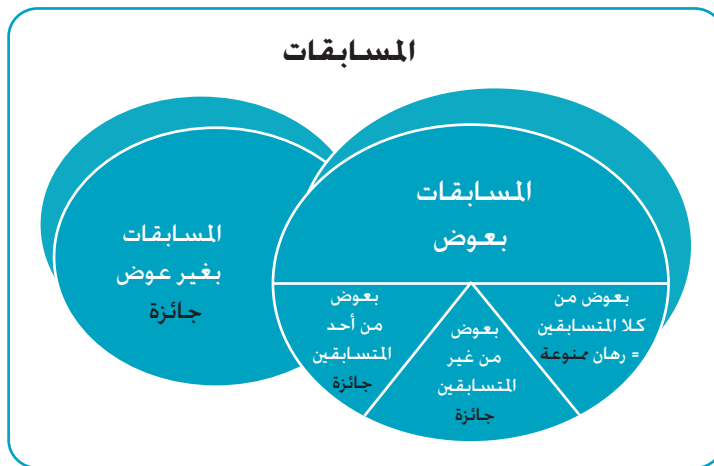 المسابقات
المسابقات
بعوض
بعوض من
كلا المتسابقين
= رهان ممنوعة
بعوض
من غير
المتسابقين
جائزة
بعوض
من أحد
المتسابقين
جائزة
المسابقات
بغير عوض
جائزة